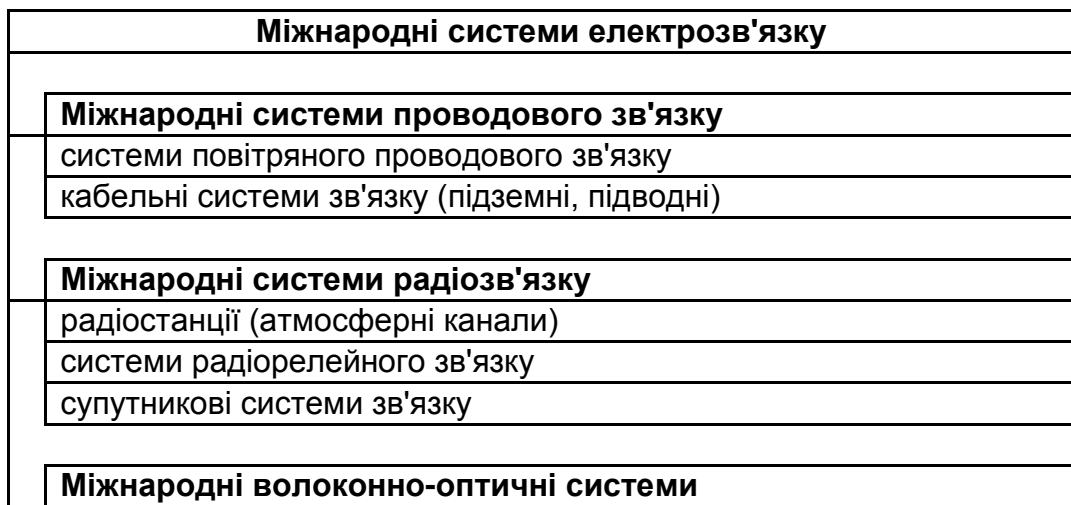 Міжнародні системи електрозв'язку
Міжнародні системи проводового зв'язку
системи повітряного проводового зв'язку
кабельні системи зв'язку (підземні, підводні)
Міжнародні системи радіозв'язку
радіостанції (атмосферні канали)
системи радіорелейного зв'язку
супутникові системи зв'язку
Міжнародні волоконно-оптичні системи